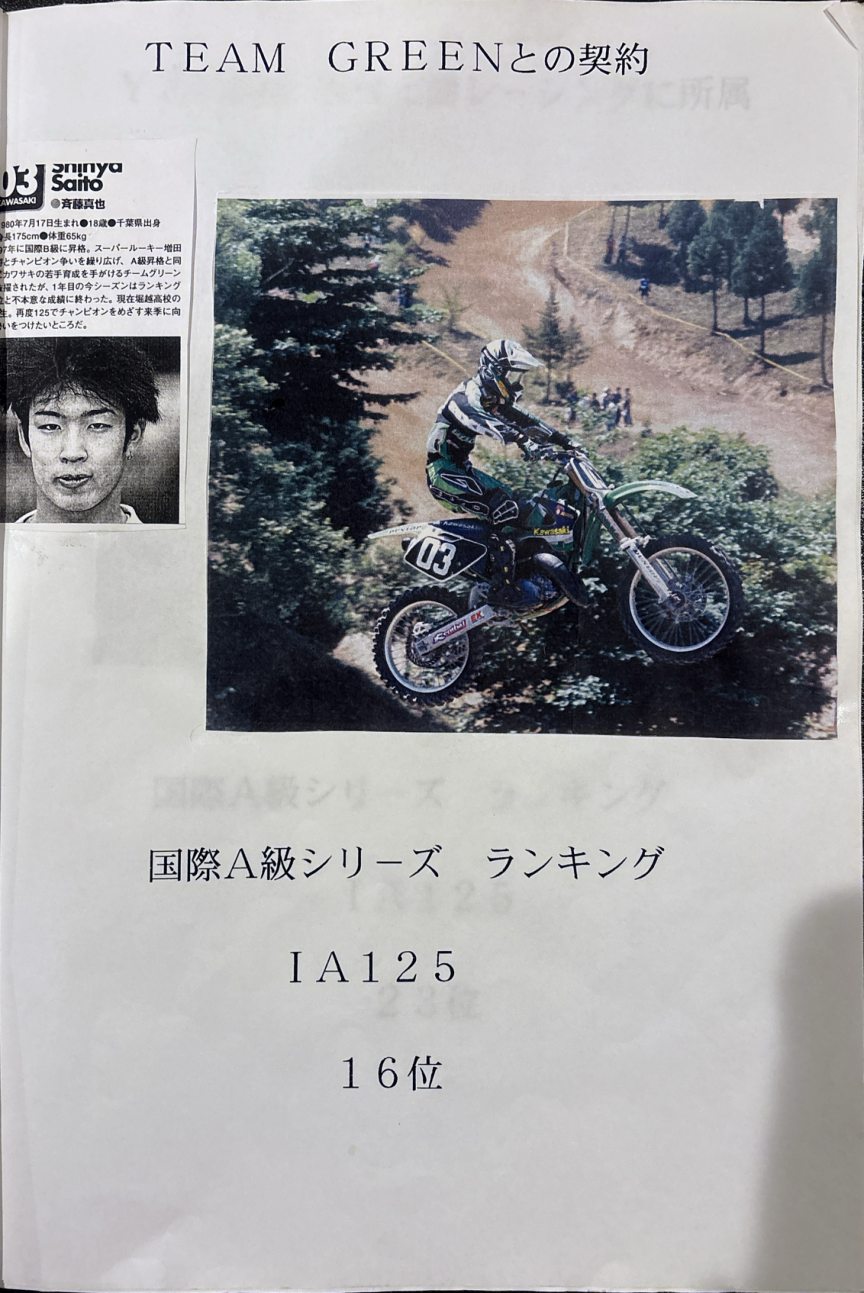 TEAM GREENとの契約
03
KAWASAKI
Shinya
Saito
●斉藤真也
980年7月17日生まれ●18歳●千葉県出身
長175cm●体重65kg
97年に国際B級に昇格。スーパールーキー増田
とチャンピオン争いを繰り広げ、A級昇格と同
カワサキの若手育成を手がけるチームグリーン
擢されたが、1年目の今シーズンはランキング
と不本意な成績に終わった。現在堀越高校の
生。再度125でチャンピオンをめざす来季に向
いをつけたいところだ。
Kawasaki
Kawasaki
03
EK
国際A級シリーズ ランキング
IA125
16位